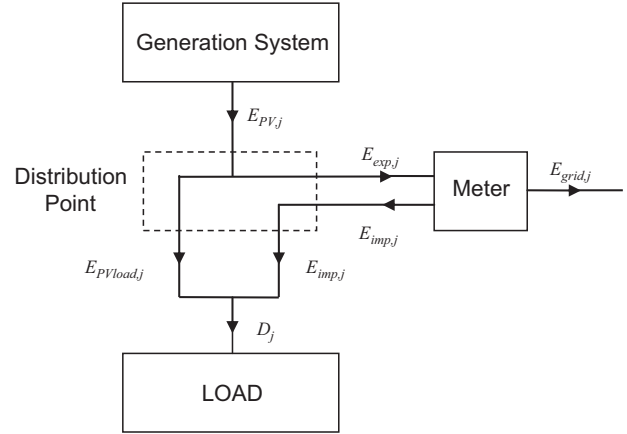 Generation System
E_{PV,j}
Distribution
Point
E_{exp,j}
Meter
E_{grid,j}
E_{imp,j}
E_{PVload,j}
E_{imp,j}
D_j
LOAD